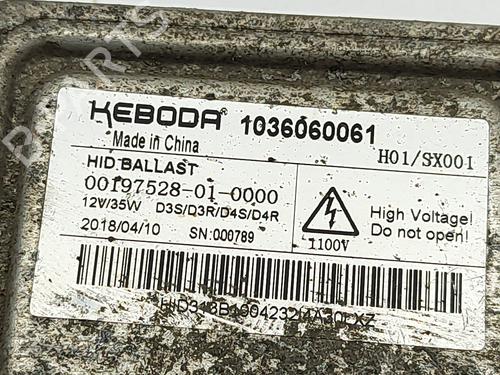 KEBODA 1036060061
Made in China
H01/SX001
HID BALLAST
00197528-01-0000
12V/35W D3S/D3R/D4S/D4R
2018/04/10 SN:000789
1100V
High Voltage!
Do not open!